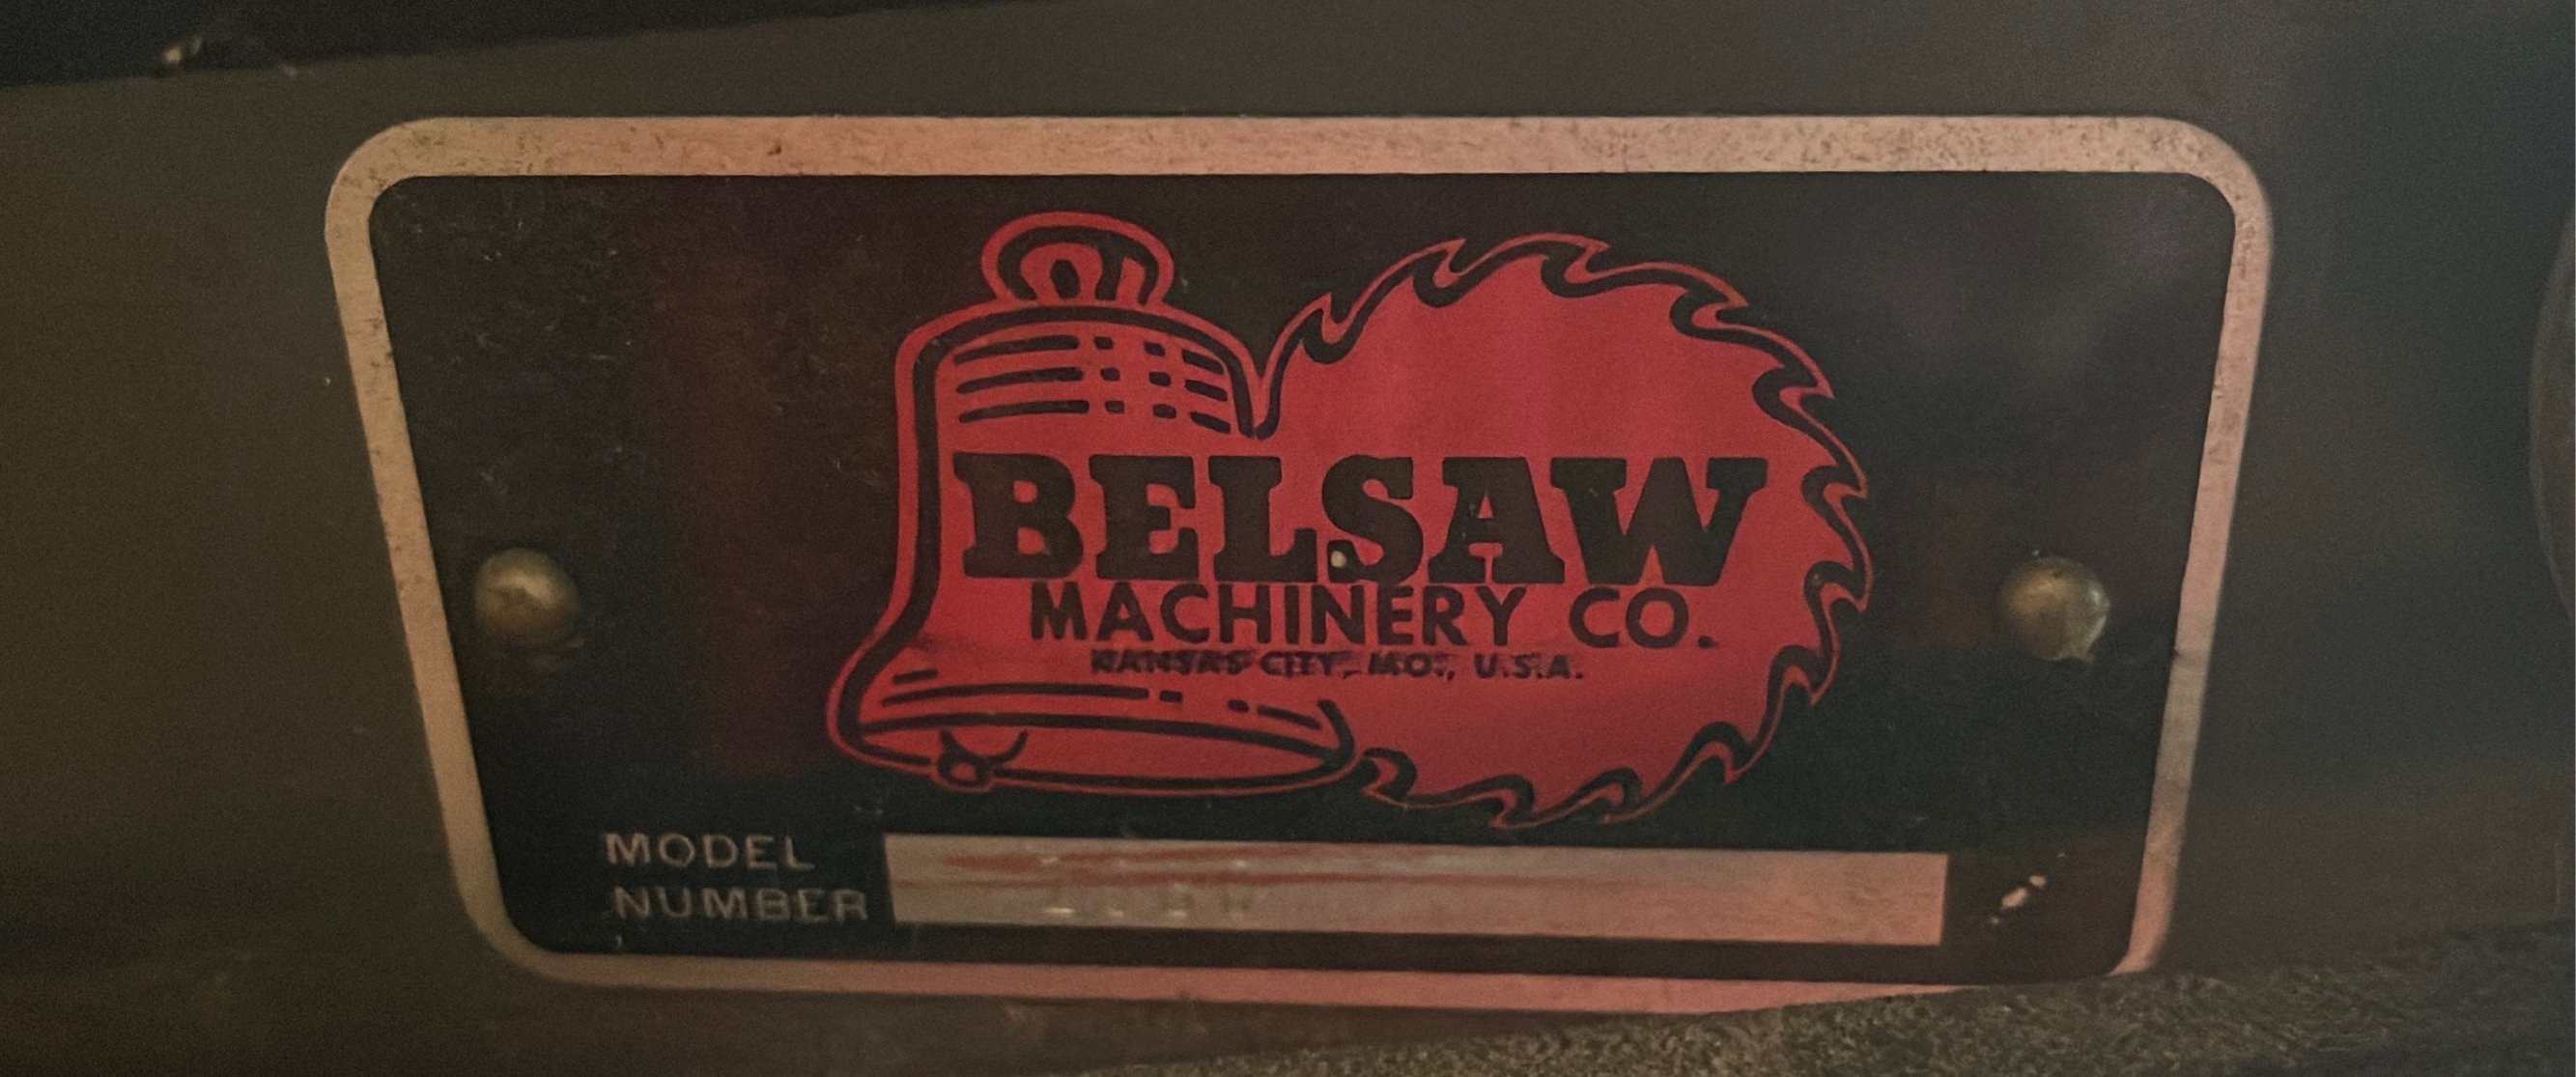 BELSAW
MACHINERY CO.
KANSAS CITY, MO., U.S.A.
MODEL
NUMBER